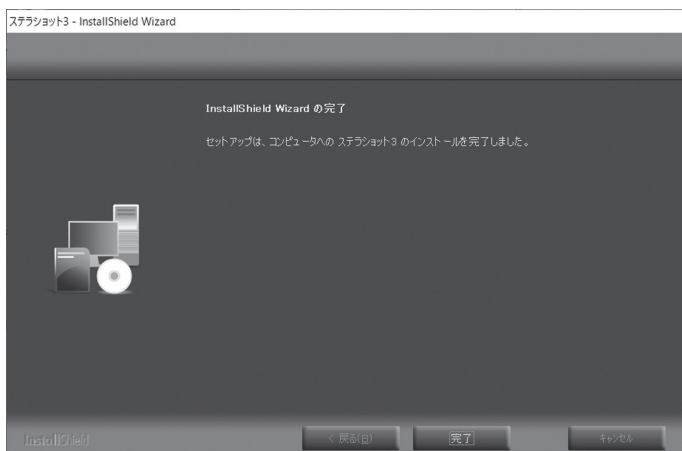 ステラショット3 - InstallShield Wizard
InstallShield Wizard の完了
セットアップは、コンピュータへの ステラショット3 のインストールを完了しました。
InstallShield
< 戻る(B)
完了
キャンセル